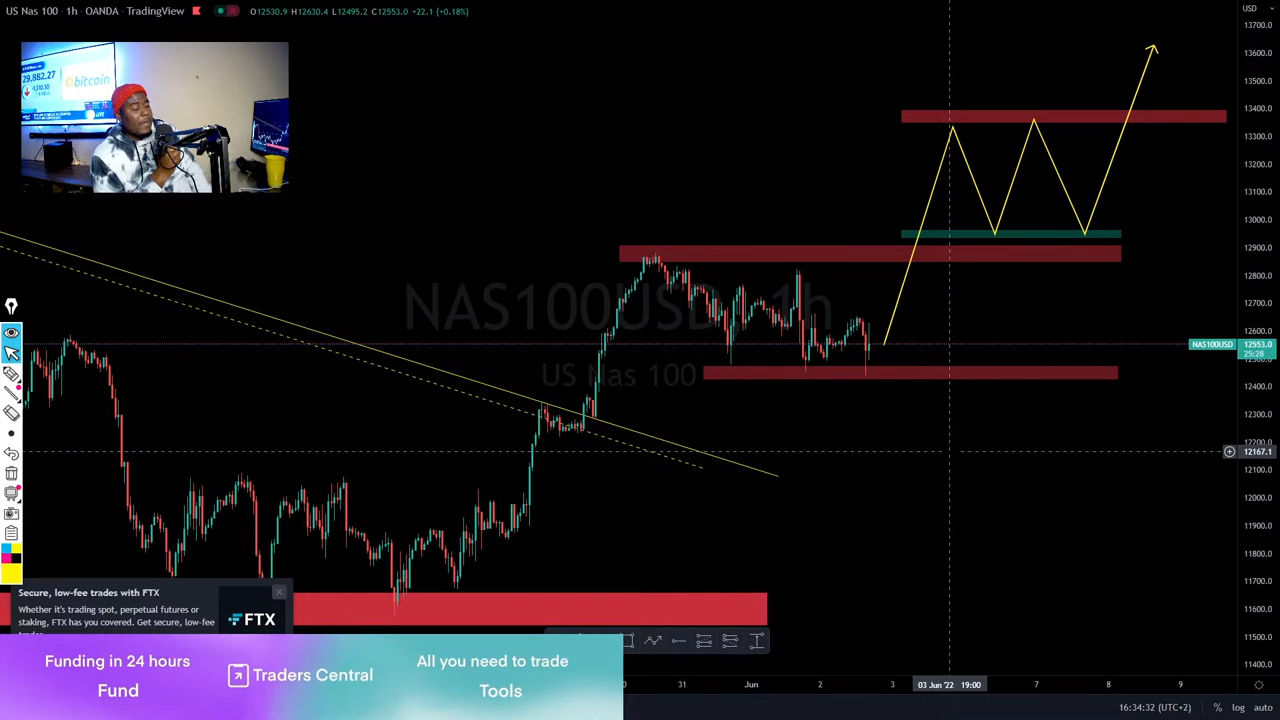 US Nas 100 · 1h · OANDA · TradingView
O12530.9 H12630.4 L12495.2 C12553.0 +22.1 (+0.18%)
USD
13700.0
13600.0
13500.0
13400.0
13300.0
13200.0
13100.0
13000.0
12900.0
12800.0
12700.0
12600.0
NAS100USD
12553.0
25:28
12400.0
12300.0
12200.0
12167.1
12100.0
12000.0
11900.0
11800.0
11700.0
11600.0
11500.0
11400.0
29,882.27
bitcoin
NAS100USD 1h
US Nas 100
Secure, low-fee trades with FTX
Whether it's trading spot, perpetual futures or
staking, FTX has you covered. Get secure, low-fee
FTX
Funding in 24 hours
Fund
Traders Central
All you need to trade
Tools
31
Jun
2
3
03 Jun '22 19:00
7
8
9
16:34:32 (UTC+2)
%
log
auto